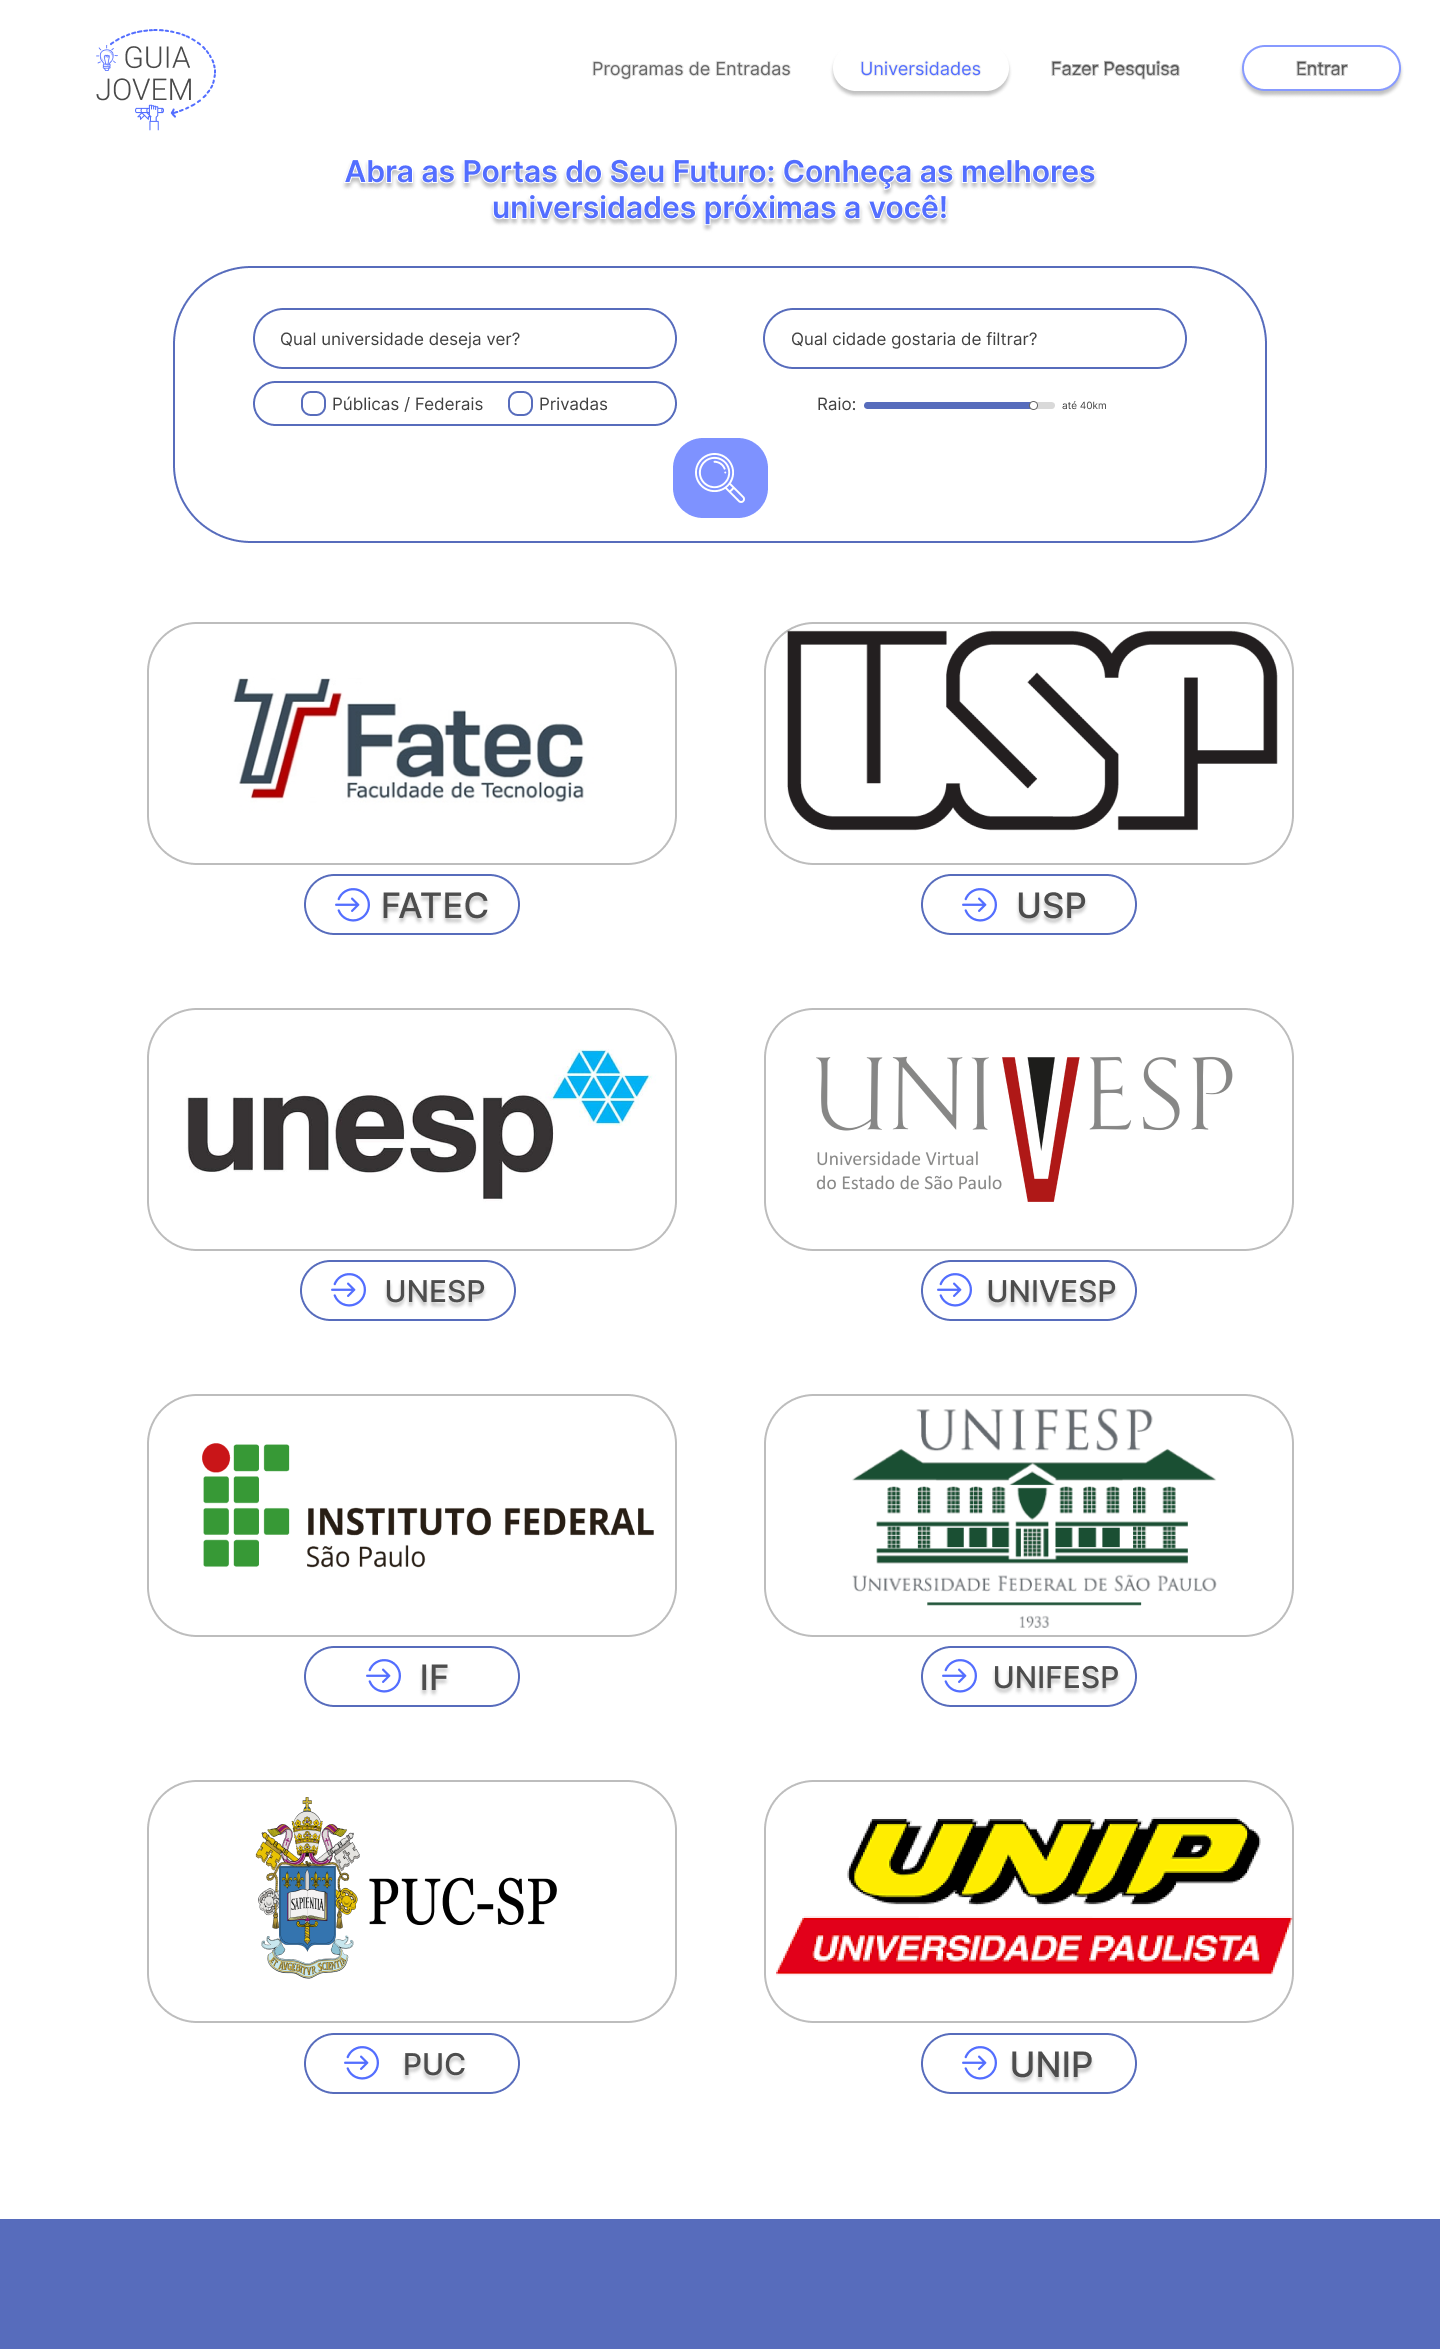 GUIA
JOVEM
Programas de Entradas
Universidades
Fazer Pesquisa
Entrar
Abra as Portas do Seu Futuro: Conheça as melhores
universidades próximas a você!
Qual universidade deseja ver?
Qual cidade gostaria de filtrar?
Públicas / Federais
Privadas
Raio:
até 40km
Fatec
Faculdade de Tecnologia
USP
FATEC
USP
unesp
UNIVESP
Universidade Virtual
do Estado de São Paulo
UNESP
UNIVESP
INSTITUTO FEDERAL
São Paulo
UNIFESP
UNIVERSIDADE FEDERAL DE SÃO PAULO
1933
IF
UNIFESP
SAPIENTIA
PUC-SP
ET AVGEBITVR SCIENTIA
UNIP
UNIVERSIDADE PAULISTA
PUC
UNIP